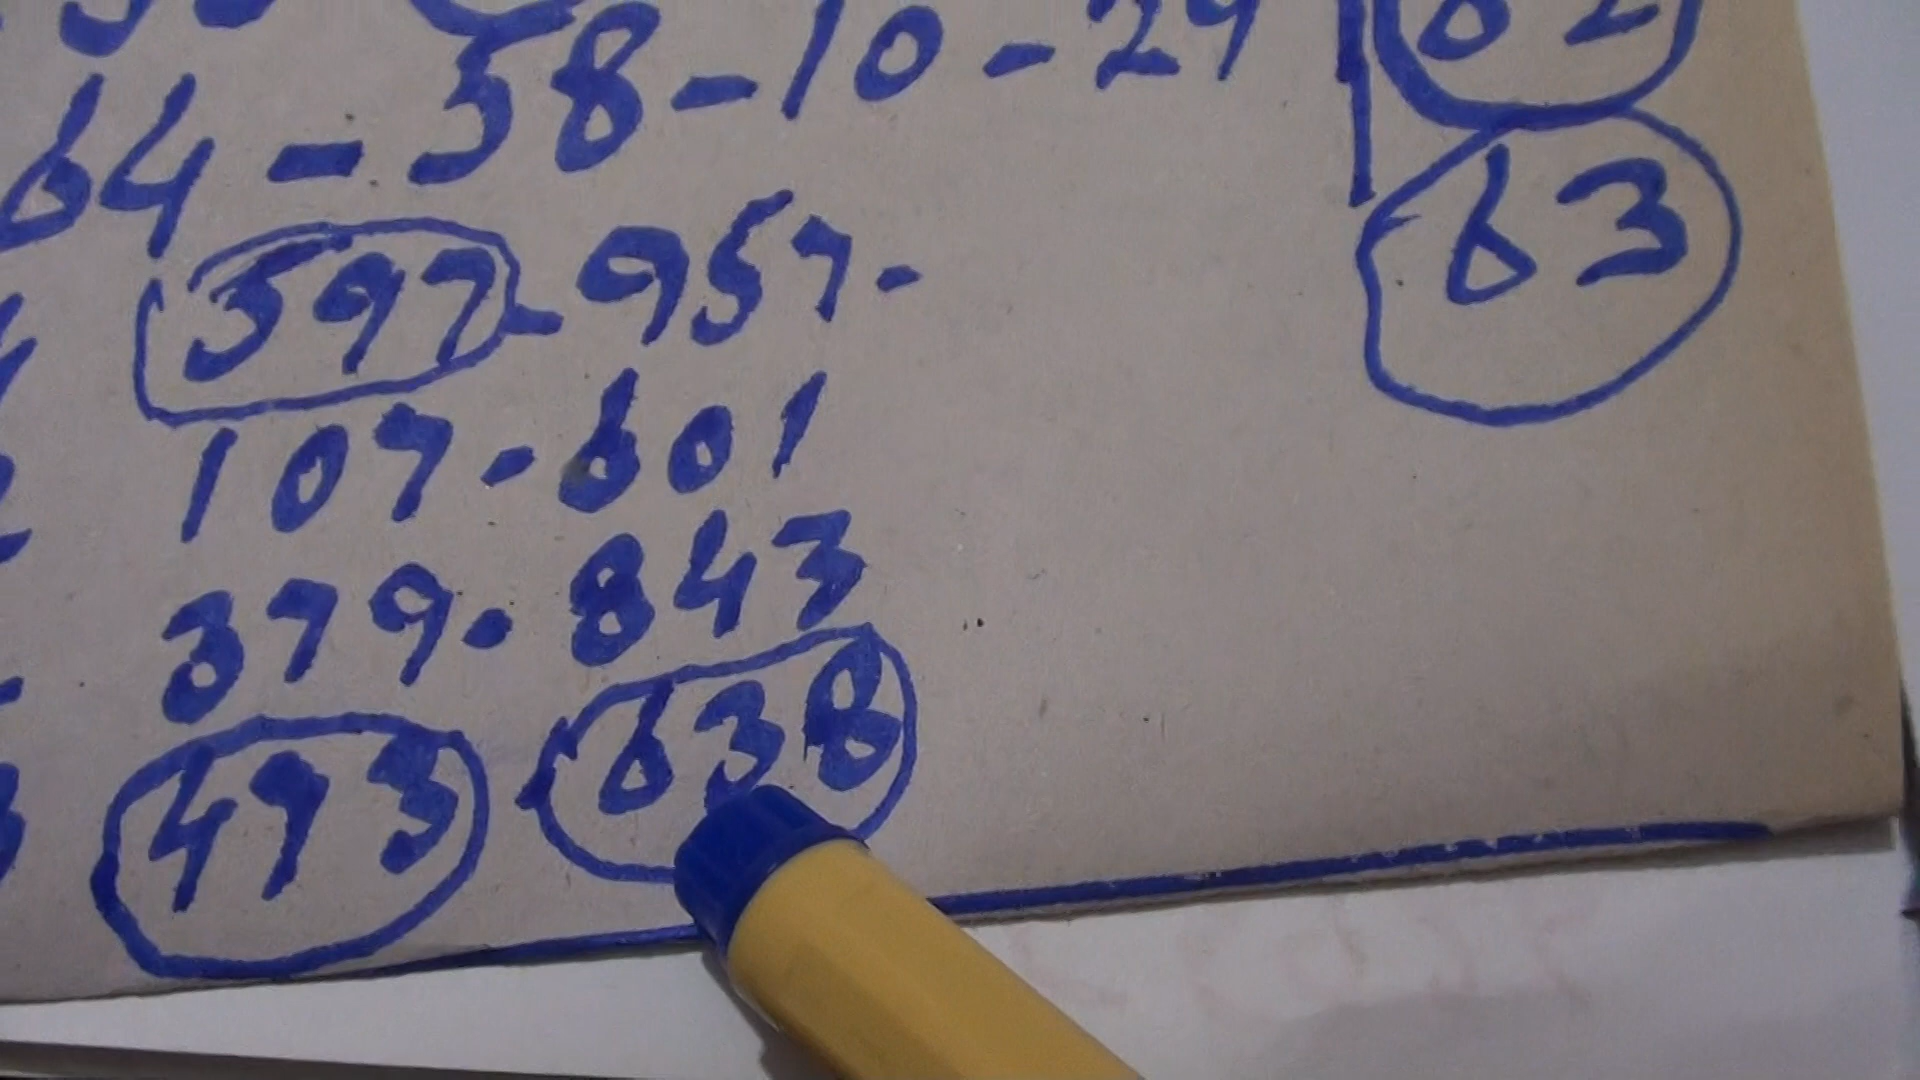 64 - 58 - 10 - 29
63
597 - 957 -
107 - 601
379 - 843
493 - 638